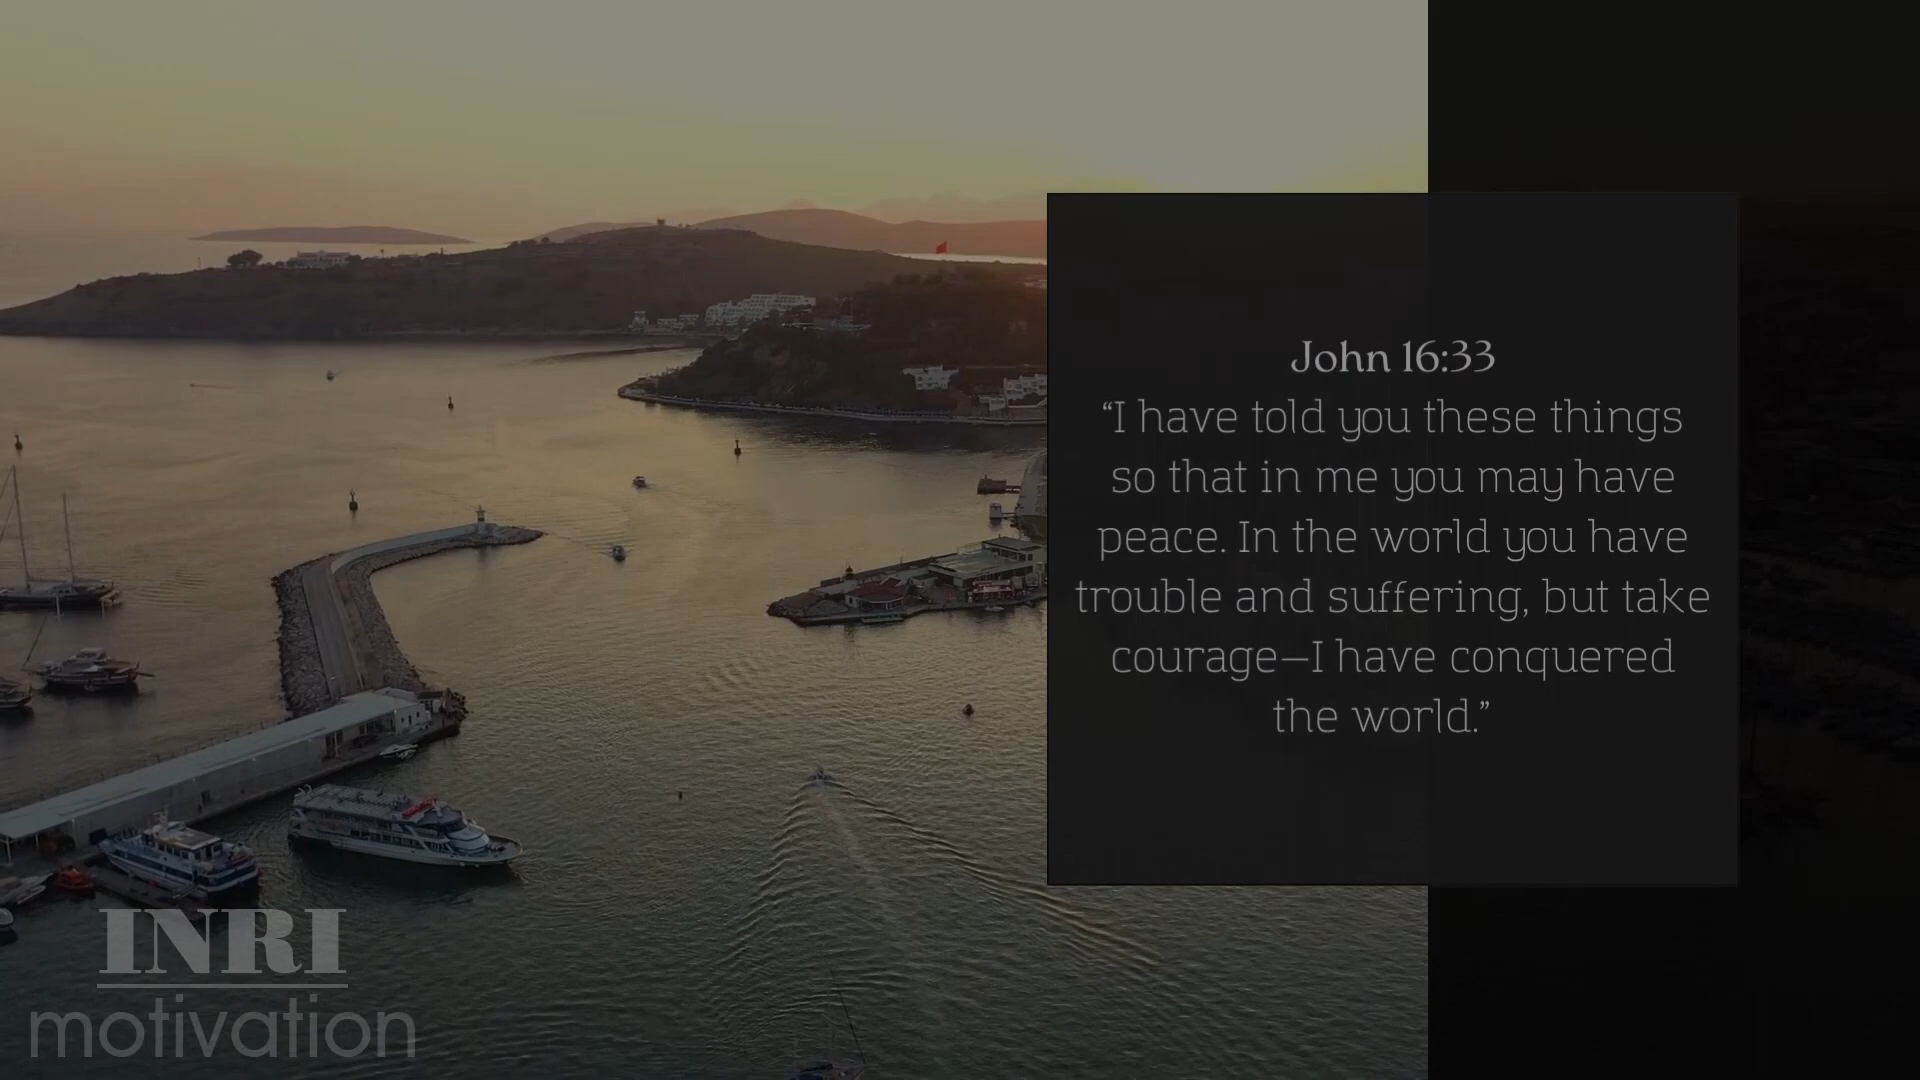 John 16:33
“I have told you these things
so that in me you may have
peace. In the world you have
trouble and suffering, but take
courage—I have conquered
the world.”
INRI
motivation